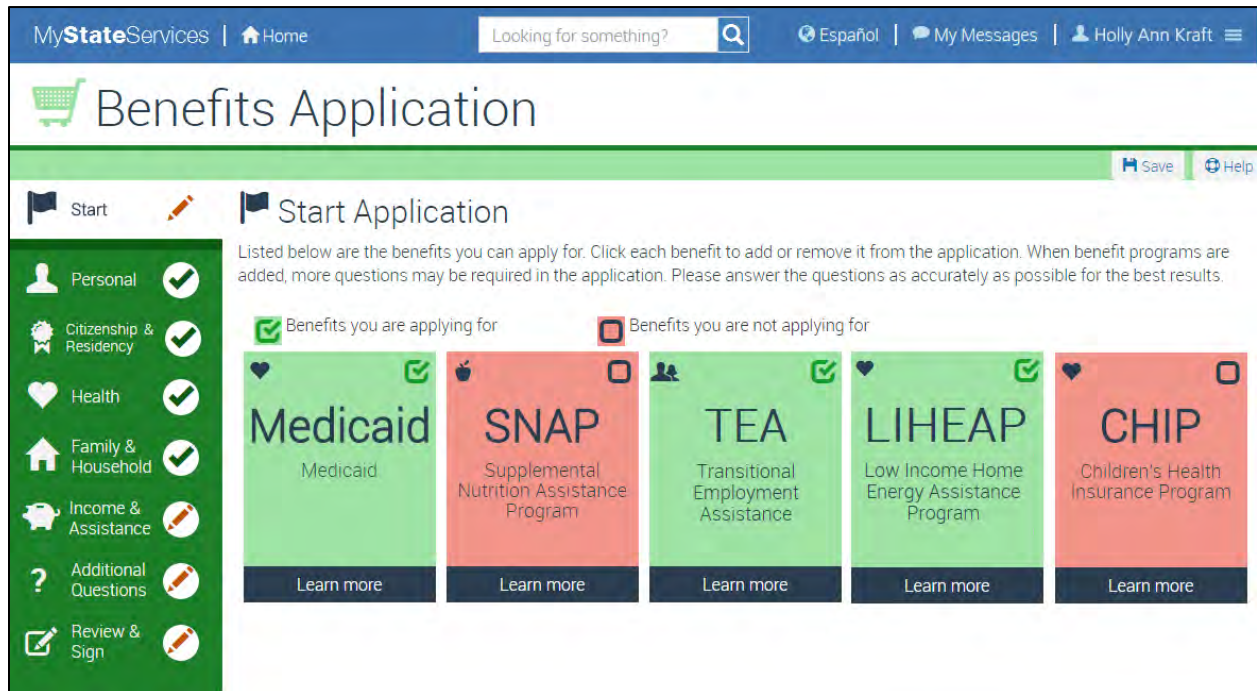 MyStateServices | Home Looking for something? Español | My Messages | Holly Ann Kraft
Benefits Application
Save Help
Start
Personal
Citizenship &
Residency
Health
Family &
Household
Income &
Assistance
? Additional
Questions
Review &
Sign
Start Application
Listed below are the benefits you can apply for. Click each benefit to add or remove it from the application. When benefit programs are
added, more questions may be required in the application. Please answer the questions as accurately as possible for the best results.
Benefits you are applying for Benefits you are not applying for
Medicaid
Medicaid
Learn more
SNAP
Supplemental
Nutrition Assistance
Program
Learn more
TEA
Transitional
Employment
Assistance
Learn more
LIHEAP
Low Income Home
Energy Assistance
Program
Learn more
CHIP
Children's Health
Insurance Program
Learn more